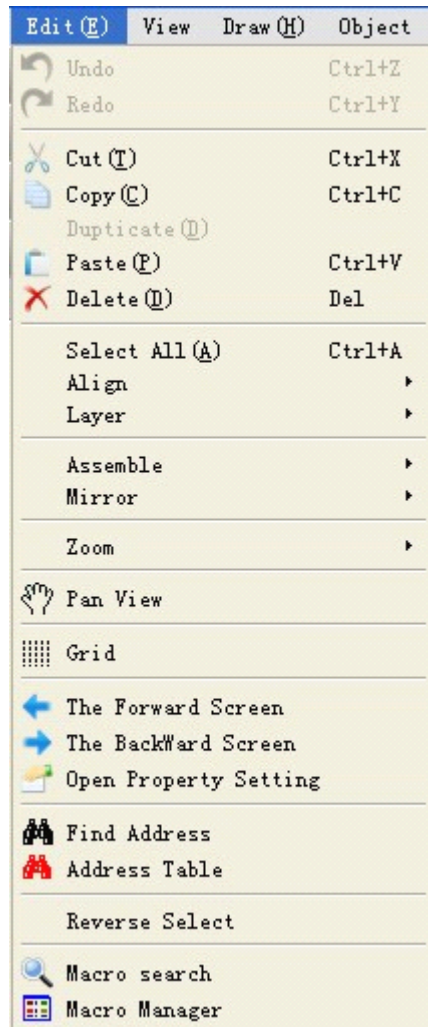 Edit(E) View Draw(H) Object
Undo Ctrl+Z
Redo Ctrl+Y
Cut(T) Ctrl+X
Copy(C) Ctrl+C
Dupticate(D)
Paste(P) Ctrl+V
Delete(D) Del
Select All(A) Ctrl+A
Align
Layer
Assemble
Mirror
Zoom
Pan View
Grid
The Forward Screen
The BackWard Screen
Open Property Setting
Find Address
Address Table
Reverse Select
Macro search
Macro Manager